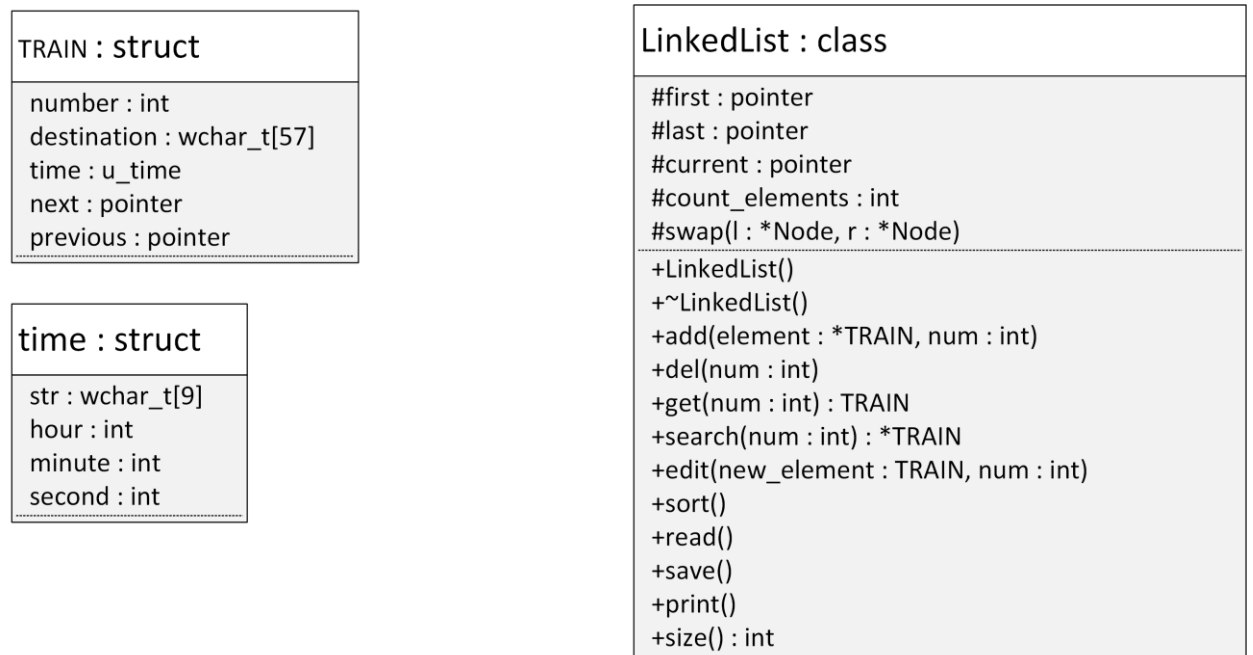 TRAIN : struct
number : int
destination : wchar_t[57]
time : u_time
next : pointer
previous : pointer
time : struct
str : wchar_t[9]
hour : int
minute : int
second : int
LinkedList : class
#first : pointer
#last : pointer
#current : pointer
#count_elements : int
#swap(l : *Node, r : *Node)
+LinkedList()
+~LinkedList()
+add(element : *TRAIN, num : int)
+del(num : int)
+get(num : int) : TRAIN
+search(num : int) : *TRAIN
+edit(new_element : TRAIN, num : int)
+sort()
+read()
+save()
+print()
+size() : int